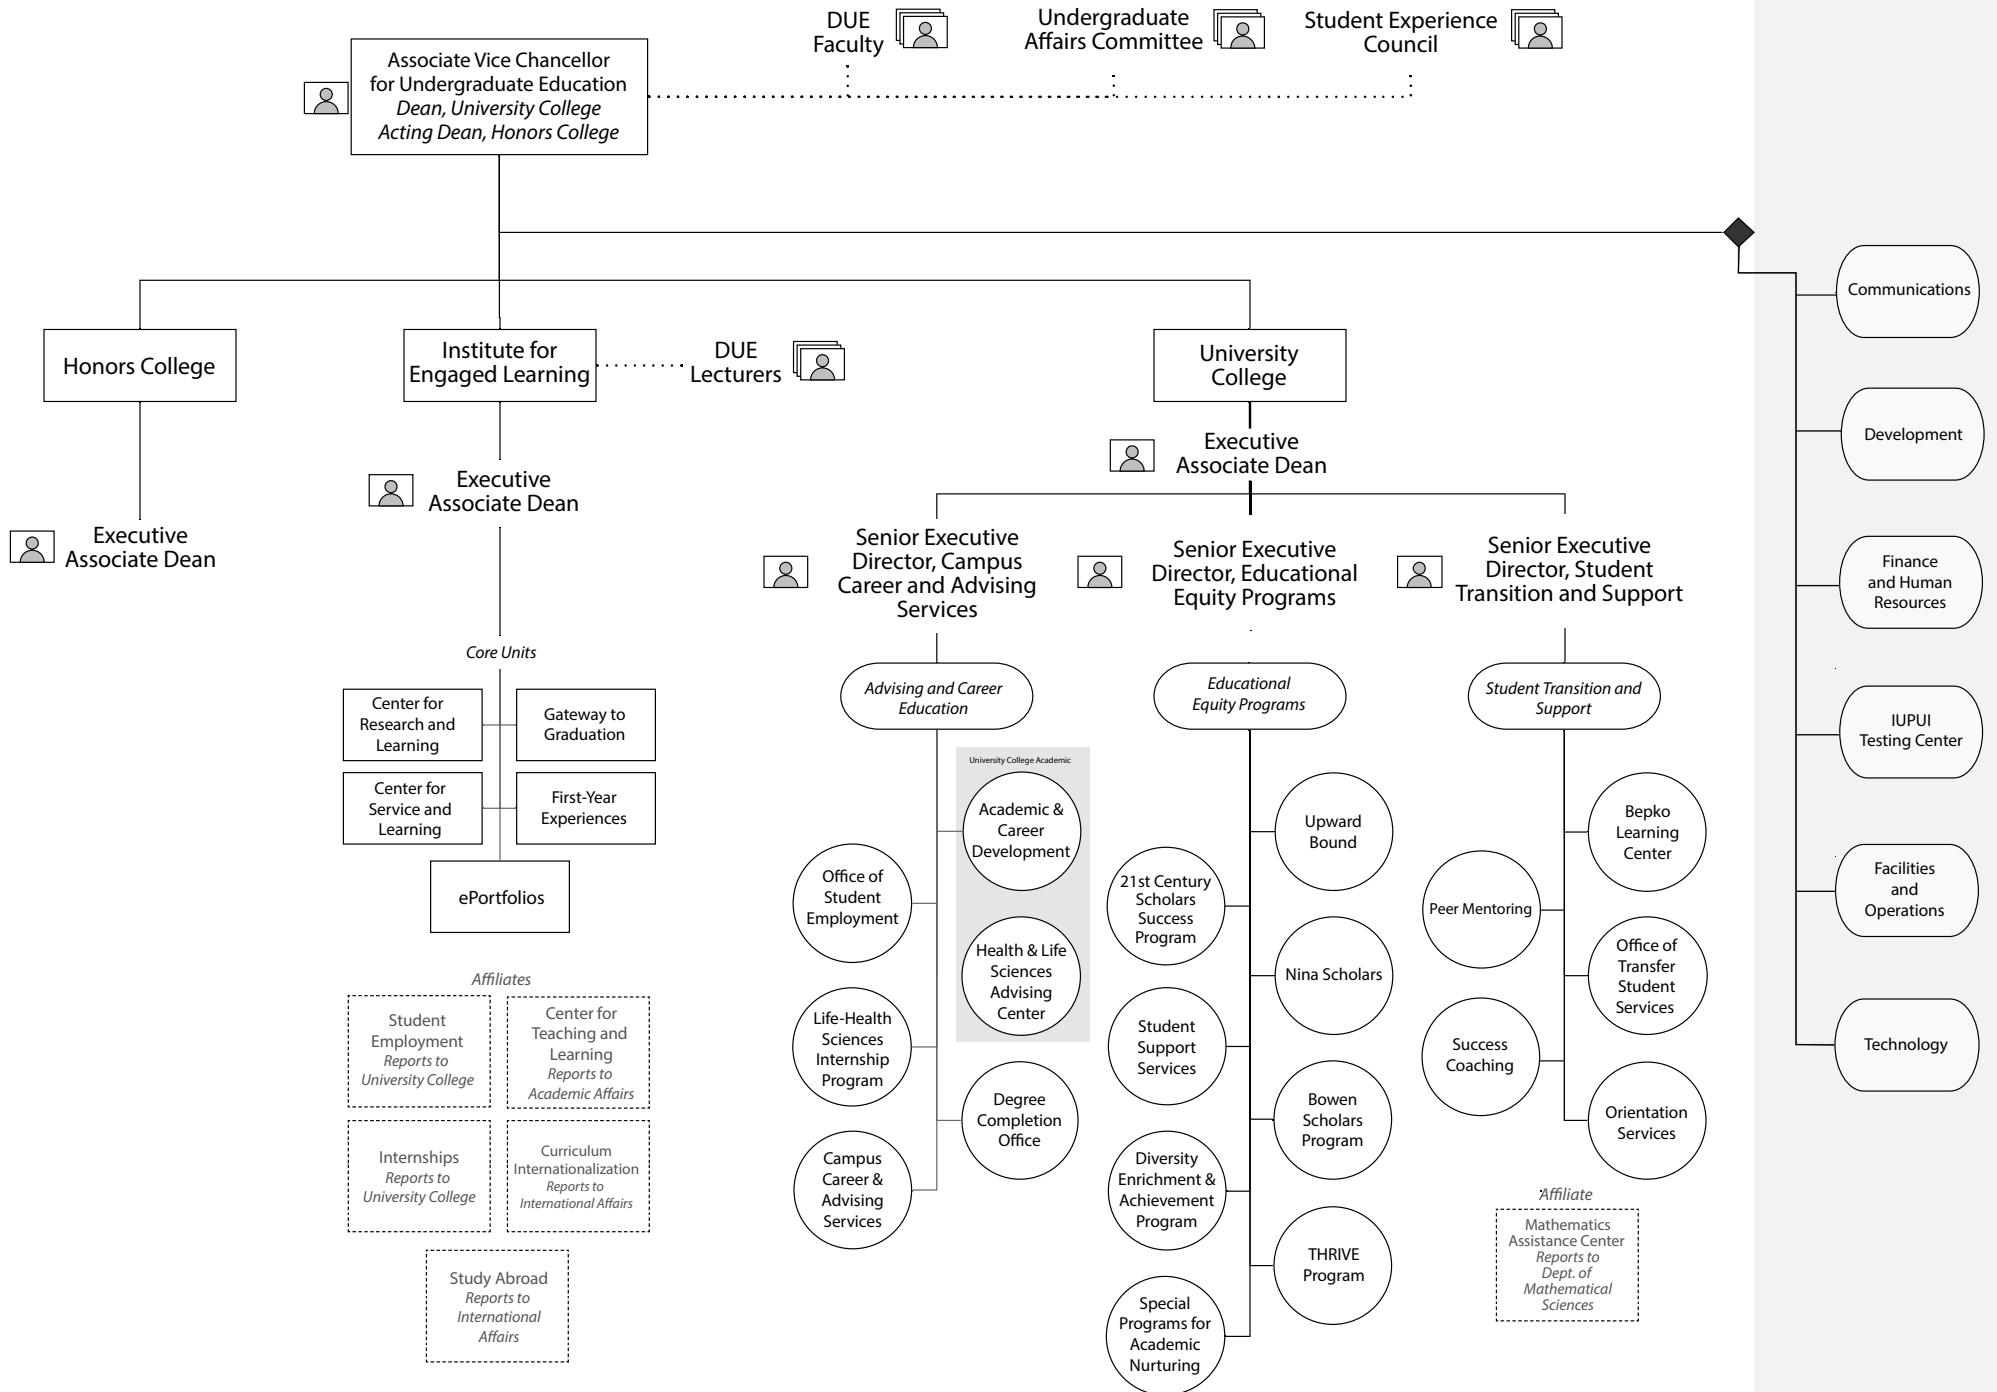 DUE
Faculty
Undergraduate
Affairs Committee
Student Experience
Council
Associate Vice Chancellor
for Undergraduate Education
Dean, University College
Acting Dean, Honors College
Honors College
Institute for
Engaged Learning
DUE
Lecturers
University
College
Executive
Associate Dean
Executive
Associate Dean
Executive
Associate Dean
Senior Executive
Director, Campus
Career and Advising
Services
Senior Executive
Director, Educational
Equity Programs
Senior Executive
Director, Student
Transition and Support
Core Units
Center for
Research and
Learning
Gateway to
Graduation
Center for
Service and
Learning
First-Year
Experiences
ePortfolios
Affiliates
Student
Employment
Reports to
University College
Center for
Teaching and
Learning
Reports to
Academic Affairs
Internships
Reports to
University College
Curriculum
Internationalization
Reports to
International Affairs
Study Abroad
Reports to
International
Affairs
Advising and Career
Education
University College Academic
Academic &
Career
Development
Office of
Student
Employment
Health & Life
Sciences
Advising
Center
Life-Health
Sciences
Internship
Program
Degree
Completion
Office
Campus
Career &
Advising
Services
Educational
Equity Programs
Upward
Bound
21st Century
Scholars
Success
Program
Nina Scholars
Student
Support
Services
Bowen
Scholars
Program
Diversity
Enrichment &
Achievement
Program
THRIVE
Program
Special
Programs for
Academic
Nurturing
Student Transition and
Support
Bepko
Learning
Center
Peer Mentoring
Office of
Transfer
Student
Services
Success
Coaching
Orientation
Services
Affiliate
Mathematics
Assistance Center
Reports to
Dept. of
Mathematical
Sciences
Communications
Development
Finance
and Human
Resources
IUPUI
Testing Center
Facilities
and
Operations
Technology